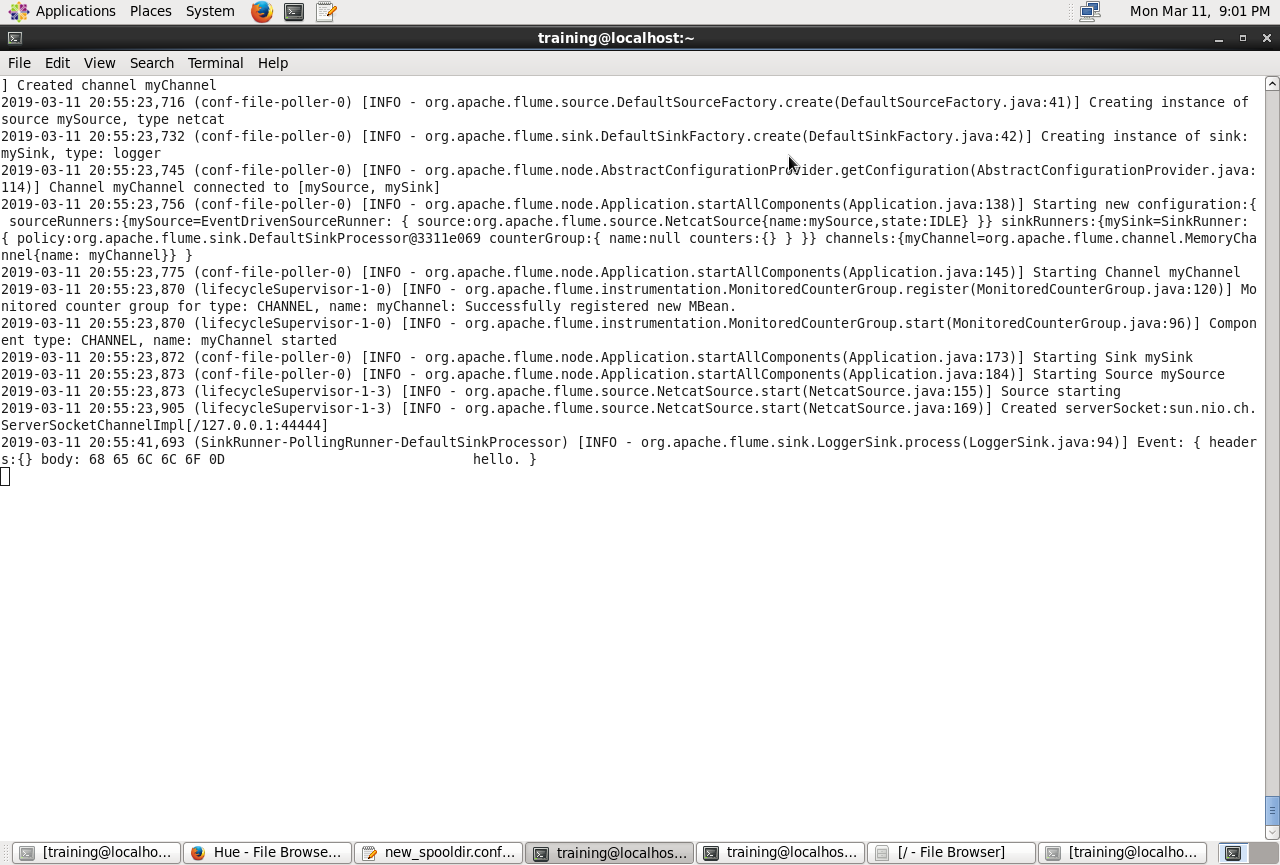 Applications Places System Mon Mar 11, 9:01 PM
training@localhost:~
File Edit View Search Terminal Help
] Created channel myChannel
2019-03-11 20:55:23,716 (conf-file-poller-0) [INFO - org.apache.flume.source.DefaultSourceFactory.create(DefaultSourceFactory.java:41)] Creating instance of
source mySource, type netcat
2019-03-11 20:55:23,732 (conf-file-poller-0) [INFO - org.apache.flume.sink.DefaultSinkFactory.create(DefaultSinkFactory.java:42)] Creating instance of sink:
mySink, type: logger
2019-03-11 20:55:23,745 (conf-file-poller-0) [INFO - org.apache.flume.node.AbstractConfigurationProvider.getConfiguration(AbstractConfigurationProvider.java:
114)] Channel myChannel connected to [mySource, mySink]
2019-03-11 20:55:23,756 (conf-file-poller-0) [INFO - org.apache.flume.node.Application.startAllComponents(Application.java:138)] Starting new configuration:{
sourceRunners:{mySource=EventDrivenSourceRunner: { source:org.apache.flume.source.NetcatSource{name:mySource,state:IDLE} }} sinkRunners:{mySink=SinkRunner:
{ policy:org.apache.flume.sink.DefaultSinkProcessor@3311e069 counterGroup:{ name:null counters:{} } }} channels:{myChannel=org.apache.flume.channel.MemoryCha
nnel{name: myChannel}} }
2019-03-11 20:55:23,775 (conf-file-poller-0) [INFO - org.apache.flume.node.Application.startAllComponents(Application.java:145)] Starting Channel myChannel
2019-03-11 20:55:23,870 (lifecycleSupervisor-1-0) [INFO - org.apache.flume.instrumentation.MonitoredCounterGroup.register(MonitoredCounterGroup.java:120)] Mo
nitored counter group for type: CHANNEL, name: myChannel: Successfully registered new MBean.
2019-03-11 20:55:23,870 (lifecycleSupervisor-1-0) [INFO - org.apache.flume.instrumentation.MonitoredCounterGroup.start(MonitoredCounterGroup.java:96)] Compon
ent type: CHANNEL, name: myChannel started
2019-03-11 20:55:23,872 (conf-file-poller-0) [INFO - org.apache.flume.node.Application.startAllComponents(Application.java:173)] Starting Sink mySink
2019-03-11 20:55:23,873 (conf-file-poller-0) [INFO - org.apache.flume.node.Application.startAllComponents(Application.java:184)] Starting Source mySource
2019-03-11 20:55:23,873 (lifecycleSupervisor-1-3) [INFO - org.apache.flume.source.NetcatSource.start(NetcatSource.java:155)] Source starting
2019-03-11 20:55:23,905 (lifecycleSupervisor-1-3) [INFO - org.apache.flume.source.NetcatSource.start(NetcatSource.java:169)] Created serverSocket:sun.nio.ch.
ServerSocketChannelImpl[/127.0.0.1:44444]
2019-03-11 20:55:41,693 (SinkRunner-PollingRunner-DefaultSinkProcessor) [INFO - org.apache.flume.sink.LoggerSink.process(LoggerSink.java:94)] Event: { header
s:{} body: 68 65 6C 6C 6F 0D hello. }
[training@localho... Hue - File Browse... new_spooldir.conf... training@localhos... training@localhos... [/ - File Browser] [training@localho...